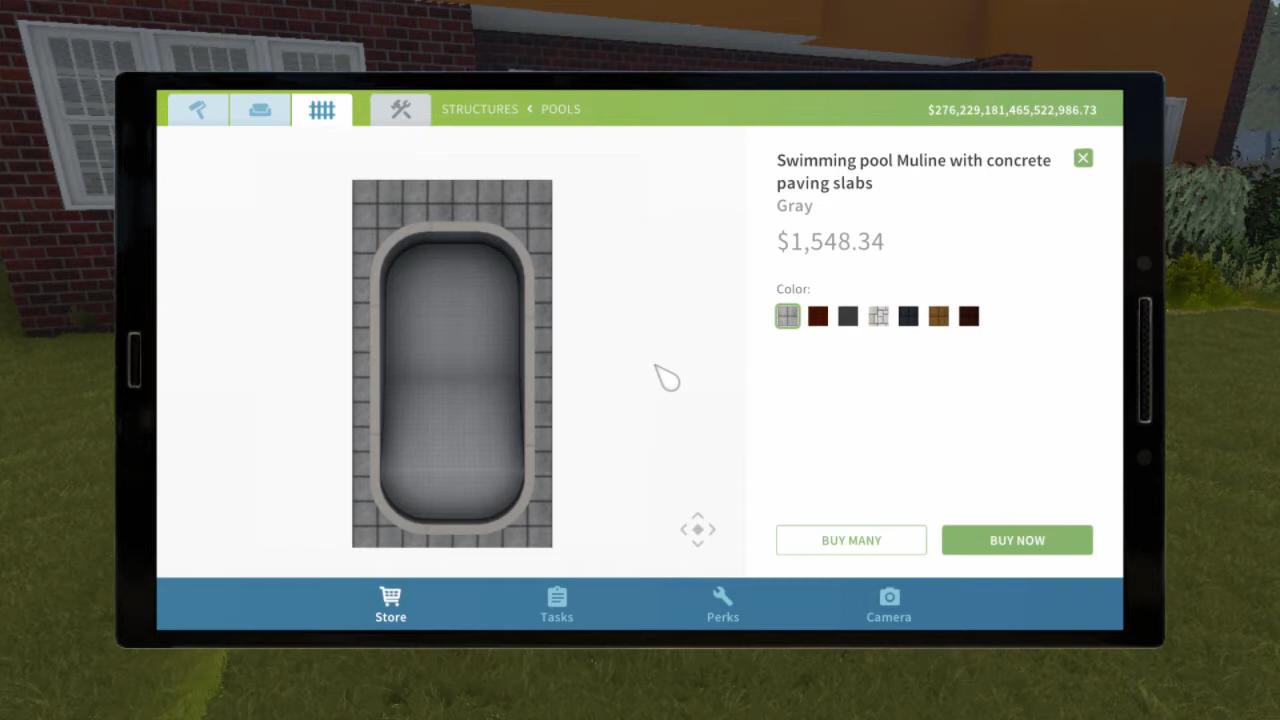 STRUCTURES < POOLS
$276,229,181,465,522,986.73
Swimming pool Muline with concrete
paving slabs
Gray
$1,548.34
Color:
BUY MANY
BUY NOW
Store
Tasks
Perks
Camera